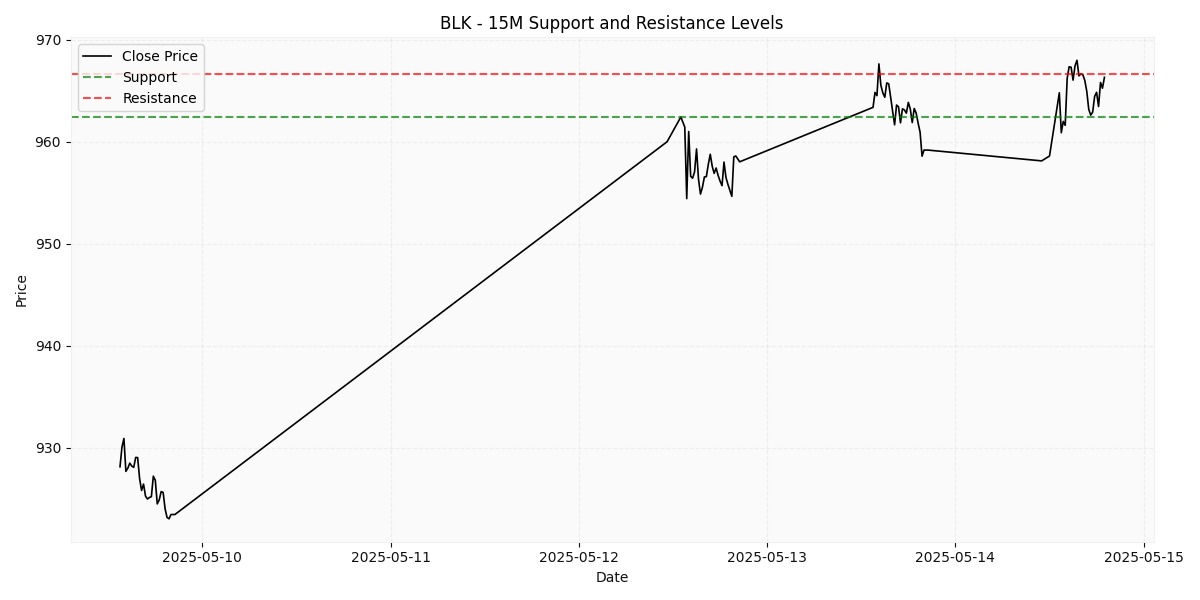 BLK - 15M Support and Resistance Levels
Close Price
Support
Resistance
970
960
950
940
930
Price
2025-05-10
2025-05-11
2025-05-12
2025-05-13
2025-05-14
2025-05-15
Date